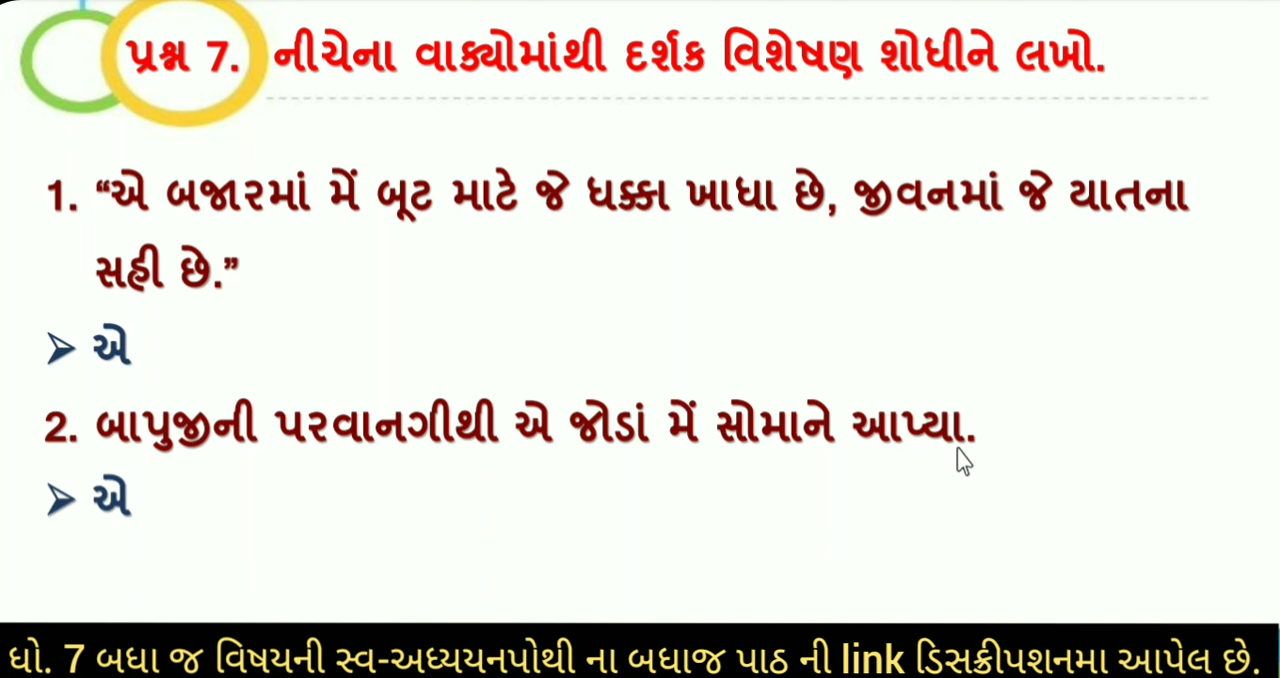 પ્રશ્ન 7. નીચેના વાક્યોમાંથી દર્શક વિશેષણ શોધીને લખો.
1. “એ બજારમાં મેં બૂટ માટે જે ધક્કા ખાધા છે, જીવનમાં જે યાતના
સહી છે.”
➢ એ
2. બાપુજીની પરવાનગીથી એ જોડાં મેં સોમાને આપ્યા.
➢ એ
ધો. 7 બધા જ વિષયની સ્વ-અધ્યયનપોથી ના બધાજ પાઠ ની link ડિસક્રીપશનમા આપેલ છે.